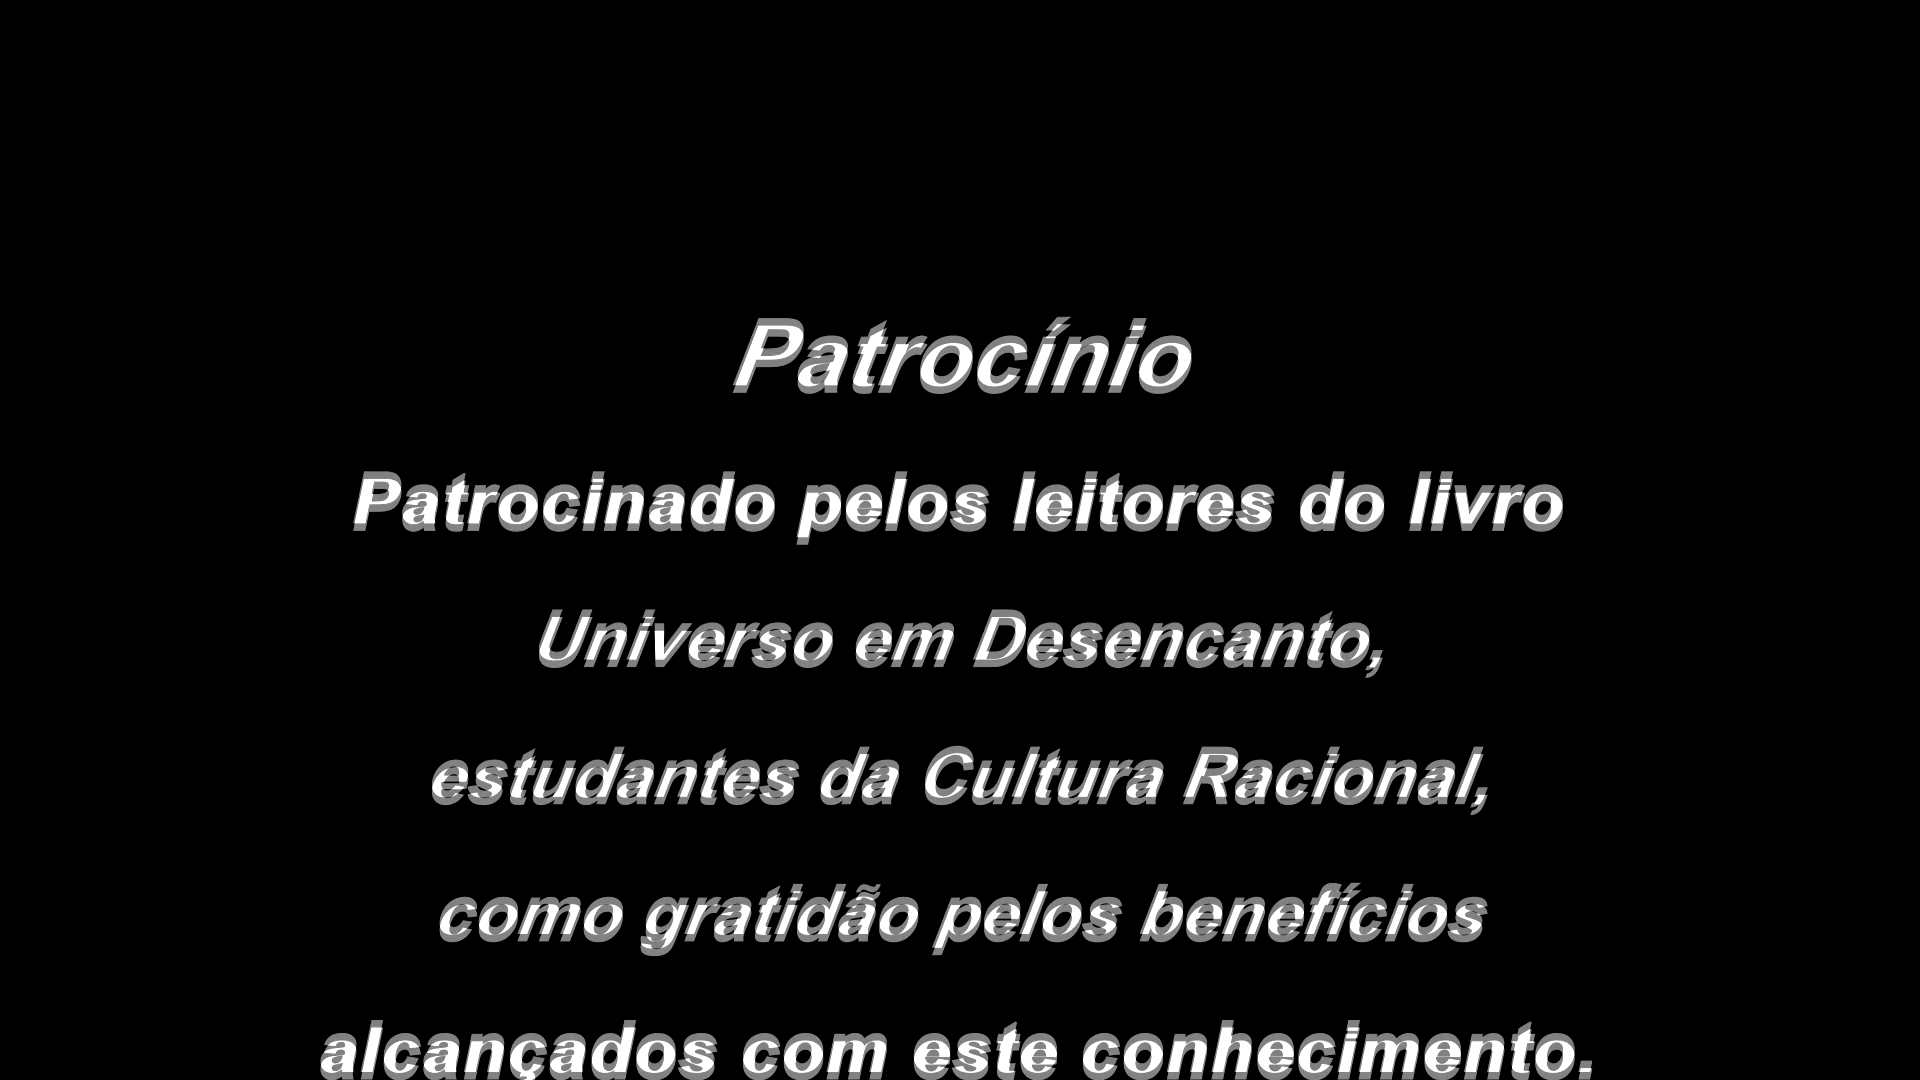 Patrocínio
Patrocinado pelos leitores do livro
Universo em Desencanto,
estudantes da Cultura Racional,
como gratidão pelos benefícios
alcançados com este conhecimento.